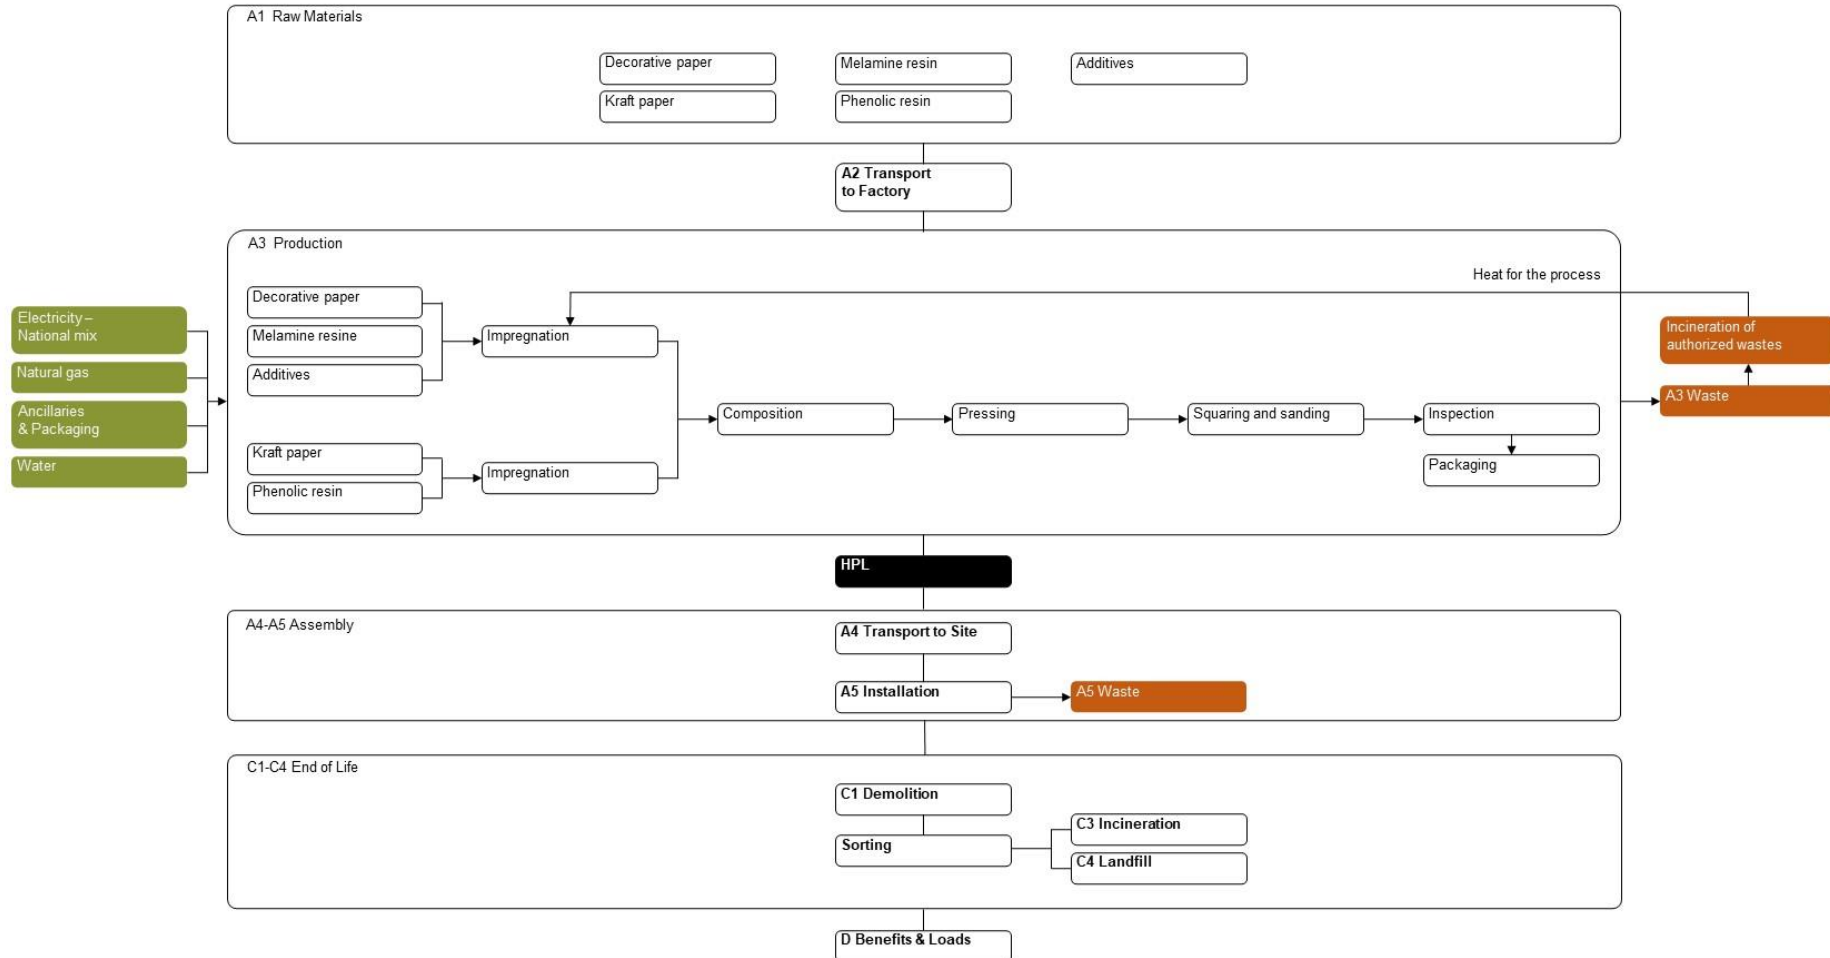 A1 Raw Materials
Decorative paper
Melamine resin
Additives
Kraft paper
Phenolic resin
A2 Transport
to Factory
A3 Production
Heat for the process
Electricity –
National mix
Natural gas
Ancillaries
& Packaging
Water
Decorative paper
Melamine resine
Additives
Impregnation
Kraft paper
Phenolic resin
Impregnation
Composition
Pressing
Squaring and sanding
Inspection
Packaging
Incineration of
authorized wastes
A3 Waste
HPL
A4-A5 Assembly
A4 Transport to Site
A5 Installation
A5 Waste
C1-C4 End of Life
C1 Demolition
Sorting
C3 Incineration
C4 Landfill
D Benefits & Loads